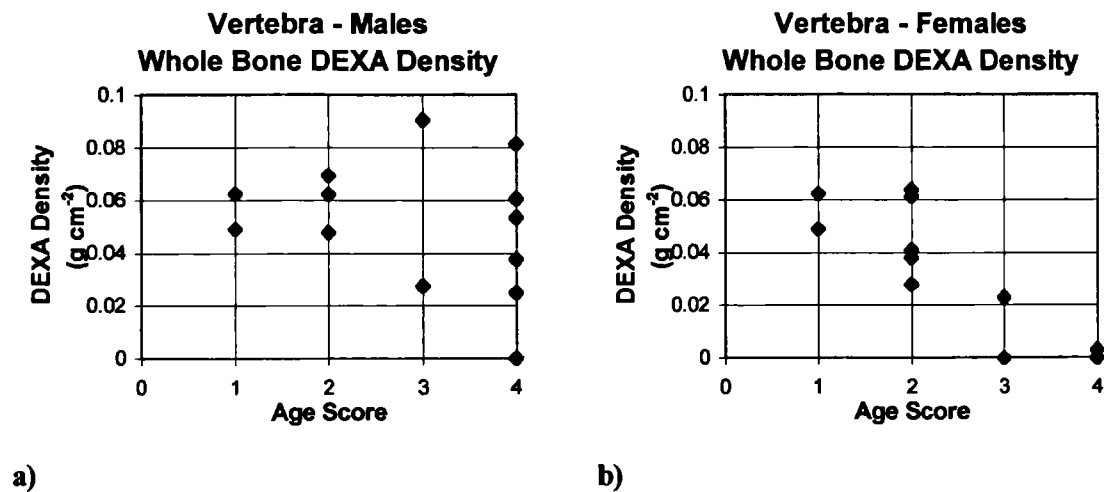 Vertebra - Males
Whole Bone DEXA Density
DEXA Density
(g cm-2)
0.1
0.08
0.06
0.04
0.02
0
0 1 2 3 4
Age Score
a)
Vertebra - Females
Whole Bone DEXA Density
DEXA Density
(g cm-2)
0.1
0.08
0.06
0.04
0.02
0
0 1 2 3 4
Age Score
b)